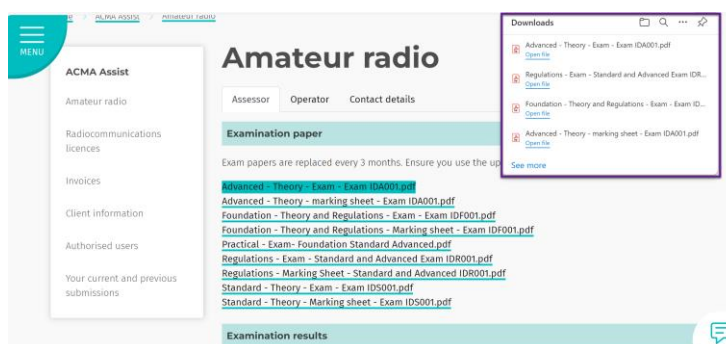 ACMA Assist
Amateur radio
MENU
ACMA Assist
Amateur radio
Radiocommunications
licences
Invoices
Client information
Authorised users
Your current and previous
submissions
Amateur radio
Assessor Operator Contact details
Examination paper
Exam papers are replaced every 3 months. Ensure you use the up
Advanced - Theory - Exam - Exam IDA001.pdf
Advanced - Theory - marking sheet - Exam IDA001.pdf
Foundation - Theory and Regulations - Exam - Exam IDF001.pdf
Foundation - Theory and Regulations - Marking sheet - Exam IDF001.pdf
Practical - Exam- Foundation Standard Advanced.pdf
Regulations - Exam - Standard and Advanced Exam IDR001.pdf
Regulations - Marking Sheet - Standard and Advanced IDR001.pdf
Standard - Theory - Exam - Exam IDS001.pdf
Standard - Theory - Marking sheet - Exam IDS001.pdf
Examination results
Downloads
Advanced - Theory - Exam - Exam IDA001.pdf
Open file
Regulations - Exam - Standard and Advanced Exam IDR...
Open file
Foundation - Theory and Regulations - Exam - Exam ID...
Open file
Advanced - Theory - marking sheet - Exam IDA001.pdf
Open file
See more